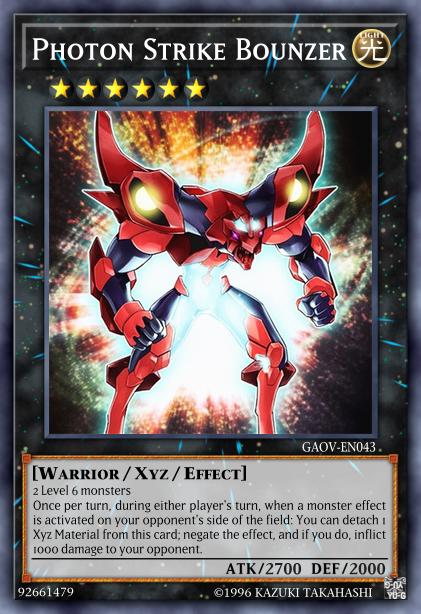 PHOTON STRIKE BOUNZER
LIGHT
光
GAOV-EN043
[WARRIOR / XYZ / EFFECT]
2 Level 6 monsters
Once per turn, during either player's turn, when a monster effect
is activated on your opponent's side of the field: You can detach 1
Xyz Material from this card; negate the effect, and if you do, inflict
1000 damage to your opponent.
ATK/2700 DEF/2000
92661479
©1996 KAZUKI TAKAHASHI